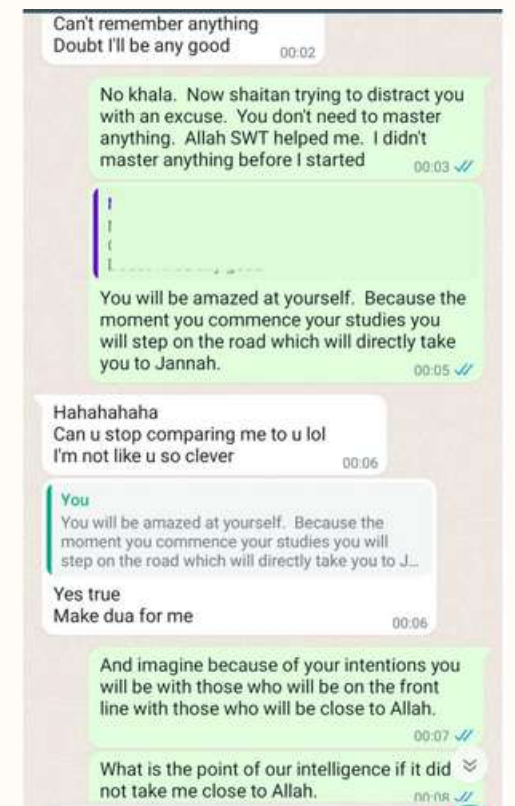 Can't remember anything
Doubt I'll be any good
00:02
No khala. Now shaitan trying to distract you
with an excuse. You don't need to master
anything. Allah SWT helped me. I didn't
master anything before I started
00:03
You will be amazed at yourself. Because the
moment you commence your studies you
will step on the road which will directly take
you to Jannah.
00:05
Hahahahaha
Can u stop comparing me to u lol
I'm not like u so clever
00:06
You
You will be amazed at yourself. Because the
moment you commence your studies you will
step on the road which will directly take you to J...
Yes true
Make dua for me
00:06
And imagine because of your intentions you
will be with those who will be on the front
line with those who will be close to Allah.
00:07
What is the point of our intelligence if it did
not take me close to Allah.
00:08